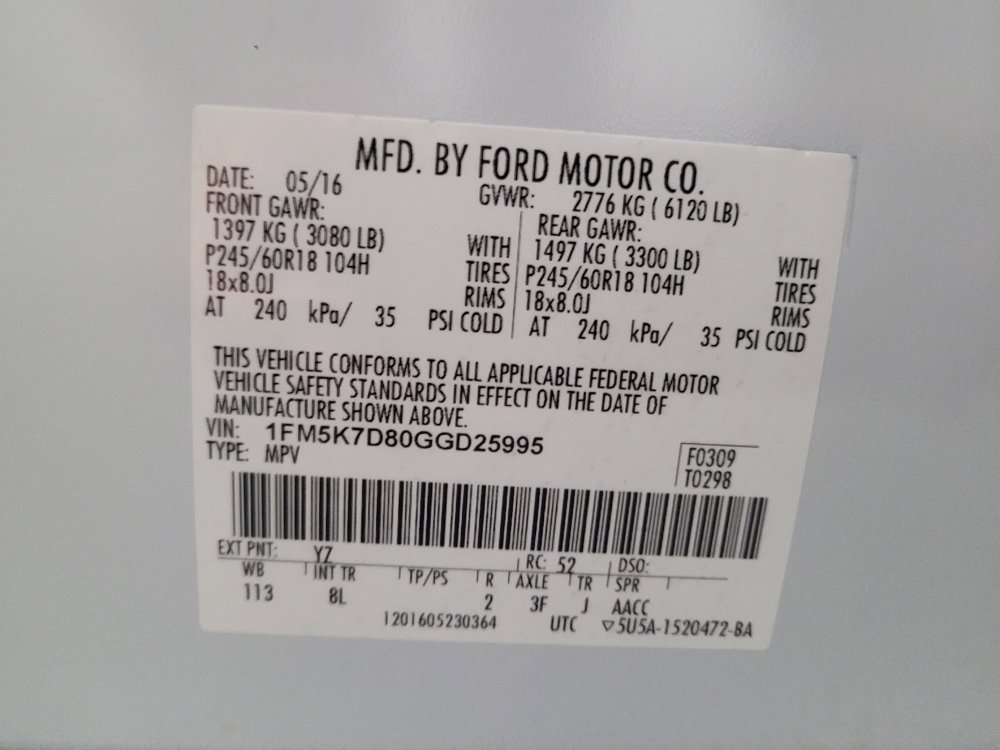 MFD. BY FORD MOTOR CO.
DATE: 05/16 GVWR: 2776 KG ( 6120 LB)
FRONT GAWR: REAR GAWR:
1397 KG ( 3080 LB) WITH 1497 KG ( 3300 LB) WITH
P245/60R18 104H TIRES P245/60R18 104H TIRES
18x8.0J RIMS 18x8.0J RIMS
AT 240 kPa/ 35 PSI COLD AT 240 kPa/ 35 PSI COLD
THIS VEHICLE CONFORMS TO ALL APPLICABLE FEDERAL MOTOR
VEHICLE SAFETY STANDARDS IN EFFECT ON THE DATE OF
MANUFACTURE SHOWN ABOVE.
VIN: 1FM5K7D80GGD25995
TYPE: MPV
F0309
T0298
EXT PNT: YZ RC: 52 DSO:
WB INT TR TP/PS R AXLE TR SPR
113 8L 2 3F J AACC
1201605230364 UTC ▽5U5A-1520472-BA